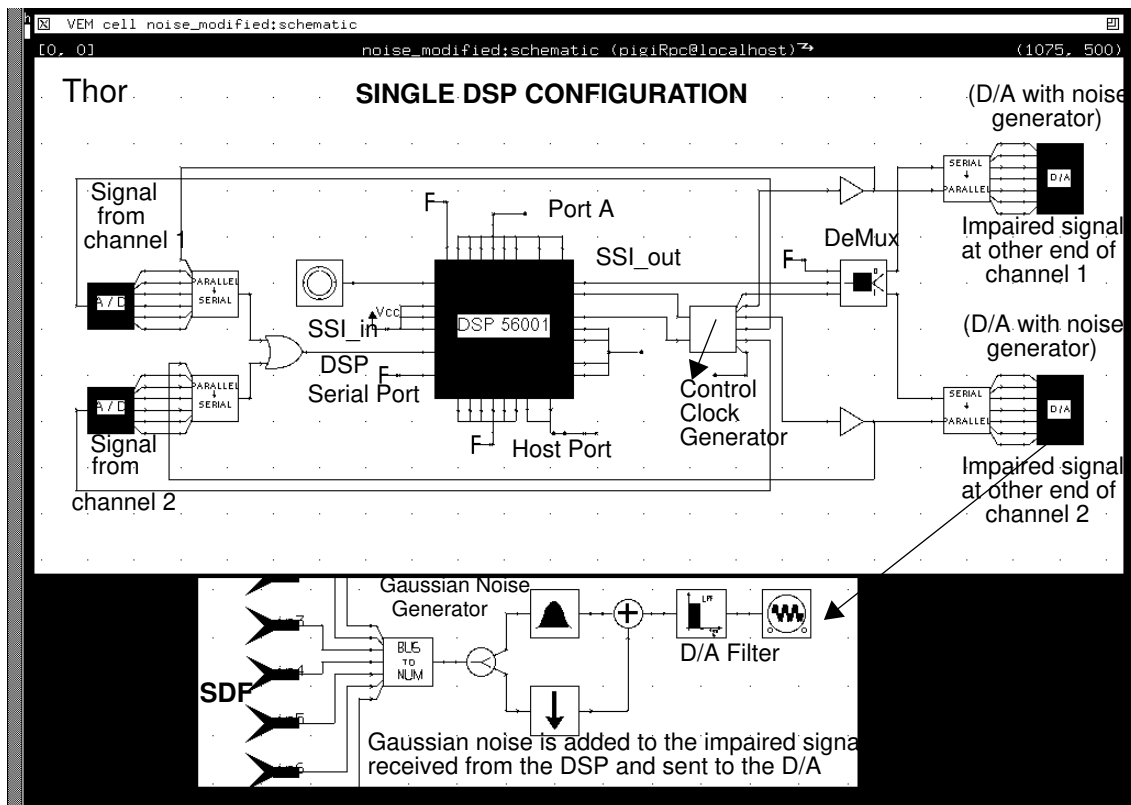 VEM cell noise_modified:schematic
[0, 0] noise_modified:schematic (pigiRpc@localhost) (1075, 500)
Thor
SINGLE DSP CONFIGURATION
(D/A with noise
generator)
SERIAL
PARALLEL
D/A
Impaired signal
at other end of
channel 1
Signal
from
channel 1
A/D
PARALLEL
SERIAL
F
Port A
SSI_out
DeMux
F
0
1
Vcc
SSI_in
DSP 56001
DSP
Serial Port
F
F
Host Port
Control
Clock
Generator
A/D
PARALLEL
SERIAL
Signal
from
channel 2
(D/A with noise
generator)
SERIAL
PARALLEL
D/A
Impaired signal
at other end of
channel 2
Gaussian Noise
Generator
BUS
TO
NUM
LPF
D/A Filter
SDF
Gaussian noise is added to the impaired signa
received from the DSP and sent to the D/A